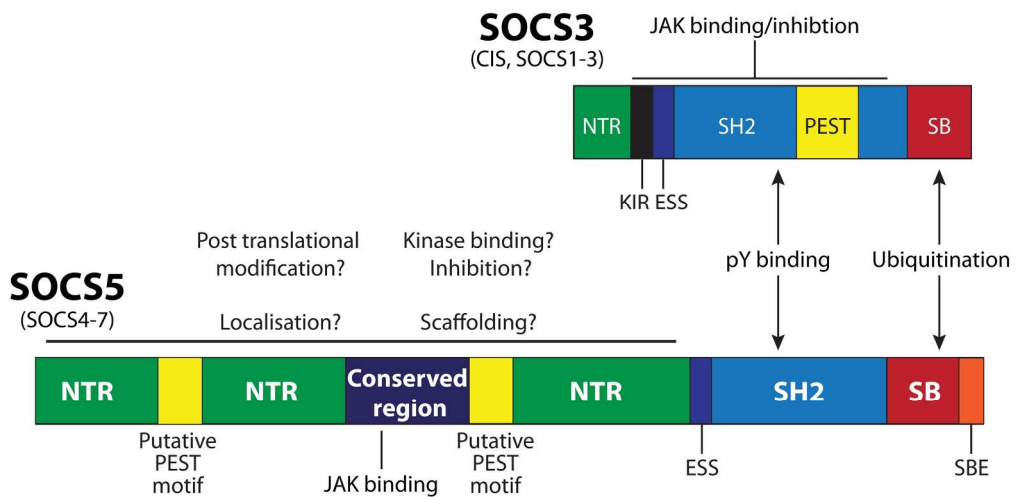 SOCS3
(CIS, SOCS1-3)
JAK binding/inhibtion
NTR
SH2
PEST
SB
KIR
ESS
Post translational
modification?
Kinase binding?
Inhibition?
pY binding
Ubiquitination
SOCS5
(SOCS4-7)
Localisation?
Scaffolding?
NTR
NTR
Conserved
region
NTR
SH2
SB
Putative
PEST
motif
JAK binding
Putative
PEST
motif
ESS
SBE